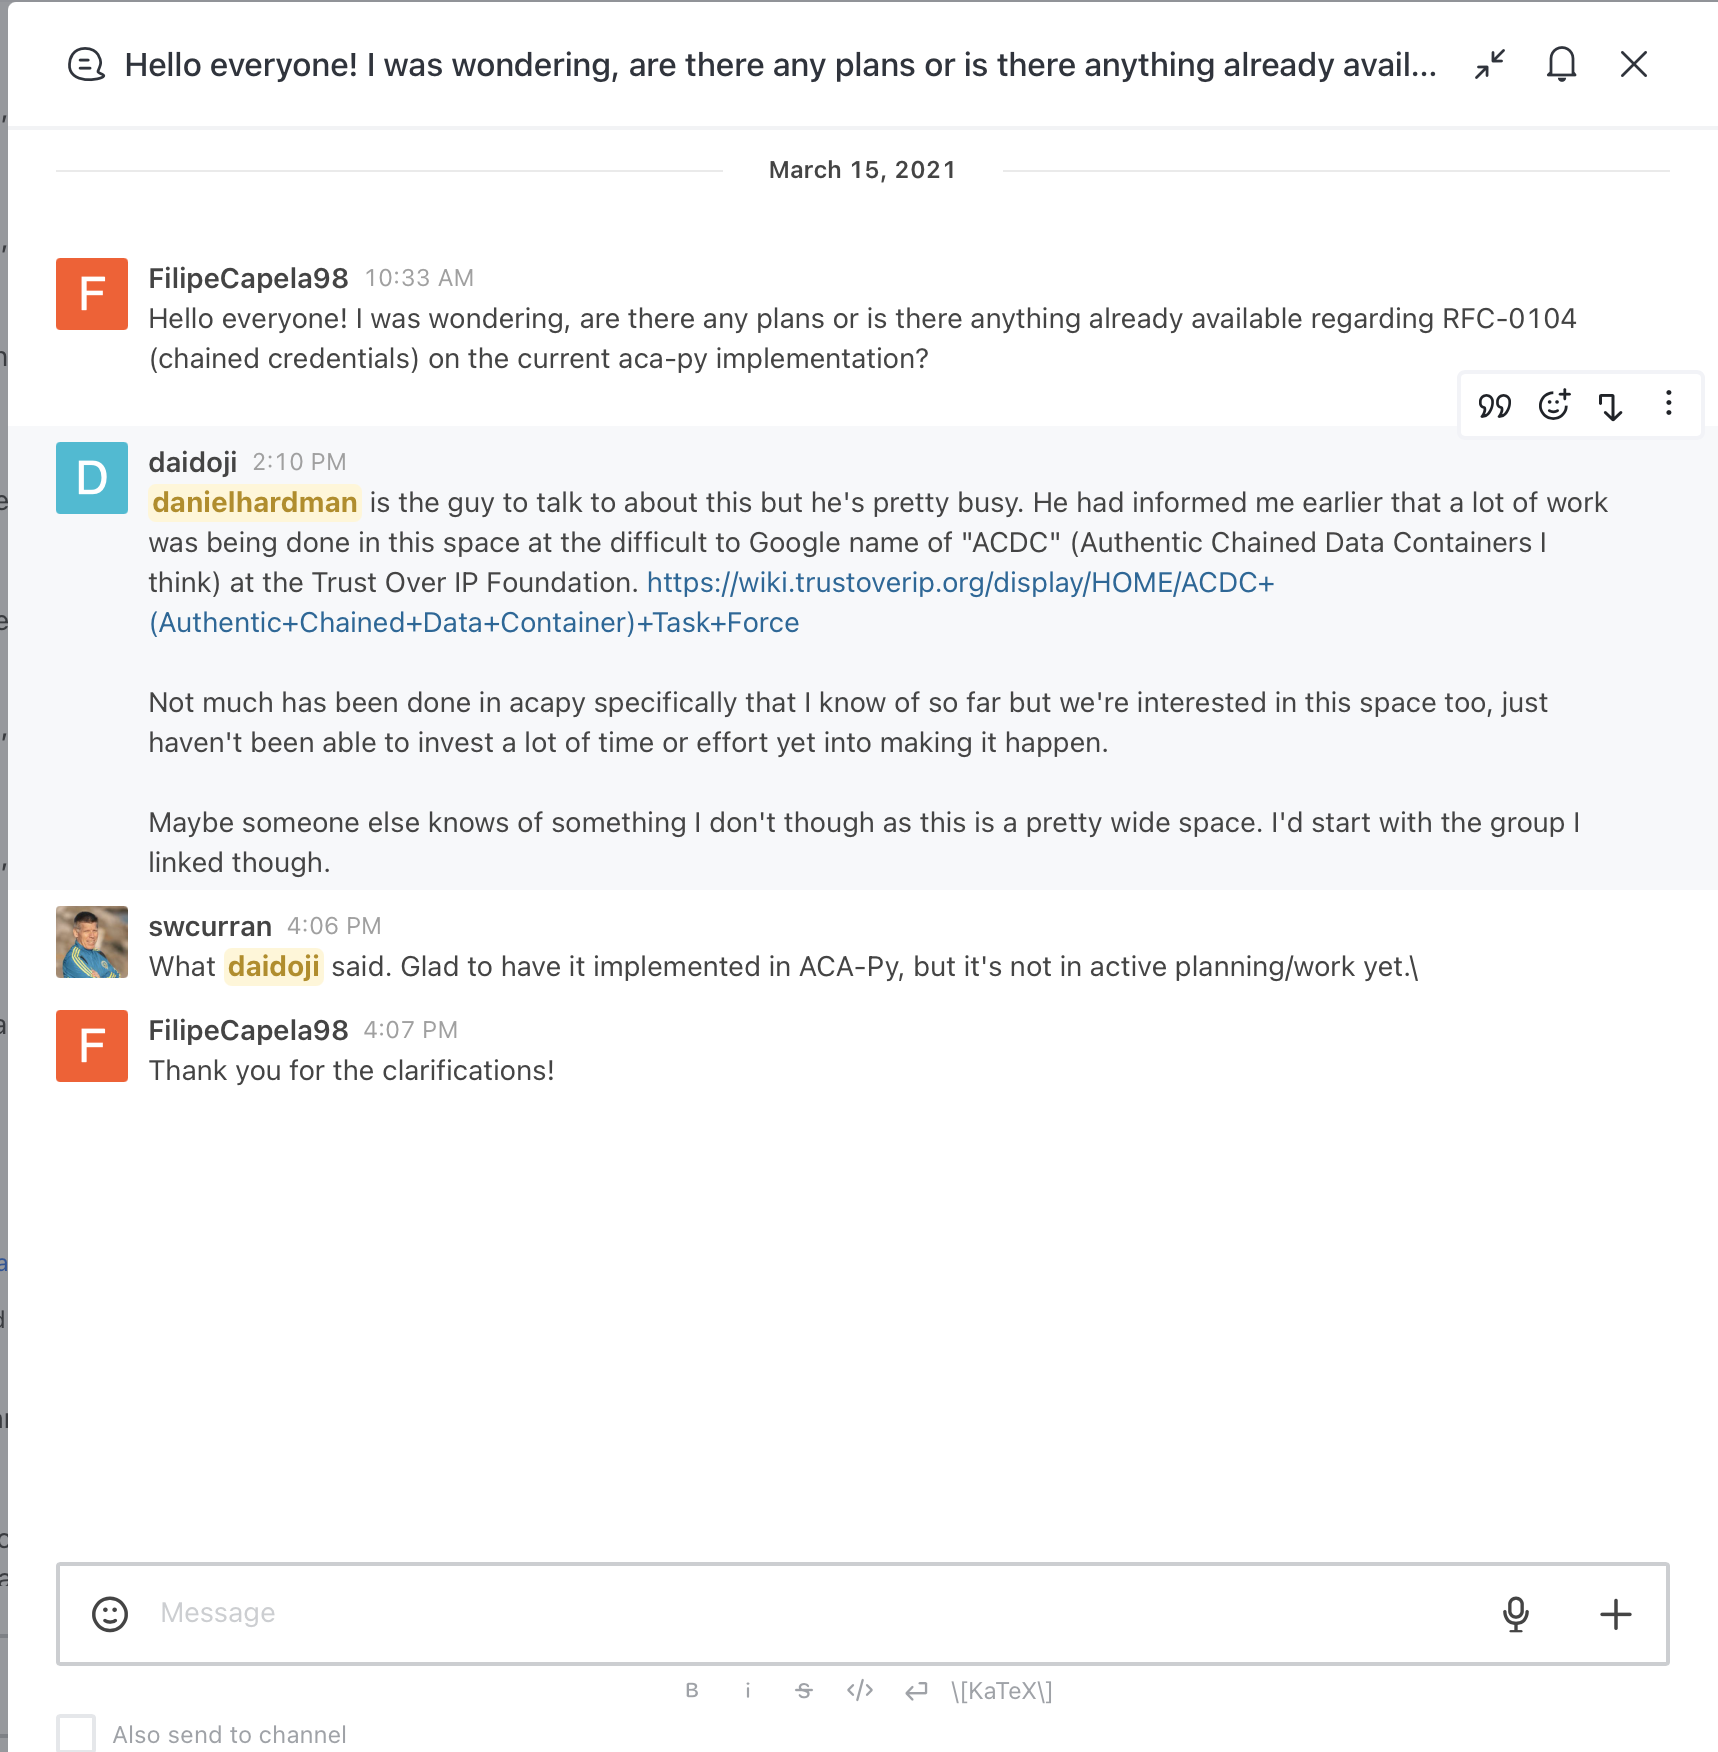 Hello everyone! I was wondering, are there any plans or is there anything already avail...
March 15, 2021
F
FilipeCapela98 10:33 AM
Hello everyone! I was wondering, are there any plans or is there anything already available regarding RFC-0104
(chained credentials) on the current aca-py implementation?
D
daidoji 2:10 PM
danielhardman is the guy to talk to about this but he's pretty busy. He had informed me earlier that a lot of work
was being done in this space at the difficult to Google name of "ACDC" (Authentic Chained Data Containers I
think) at the Trust Over IP Foundation. https://wiki.trustoverip.org/display/HOME/ACDC+
(Authentic+Chained+Data+Container)+Task+Force
Not much has been done in acapy specifically that I know of so far but we're interested in this space too, just
haven't been able to invest a lot of time or effort yet into making it happen.
Maybe someone else knows of something I don't though as this is a pretty wide space. I'd start with the group I
linked though.
swcurran 4:06 PM
What daidoji said. Glad to have it implemented in ACA-Py, but it's not in active planning/work yet.\
F
FilipeCapela98 4:07 PM
Thank you for the clarifications!
Message
B i S </> \[KaTeX\]
Also send to channel